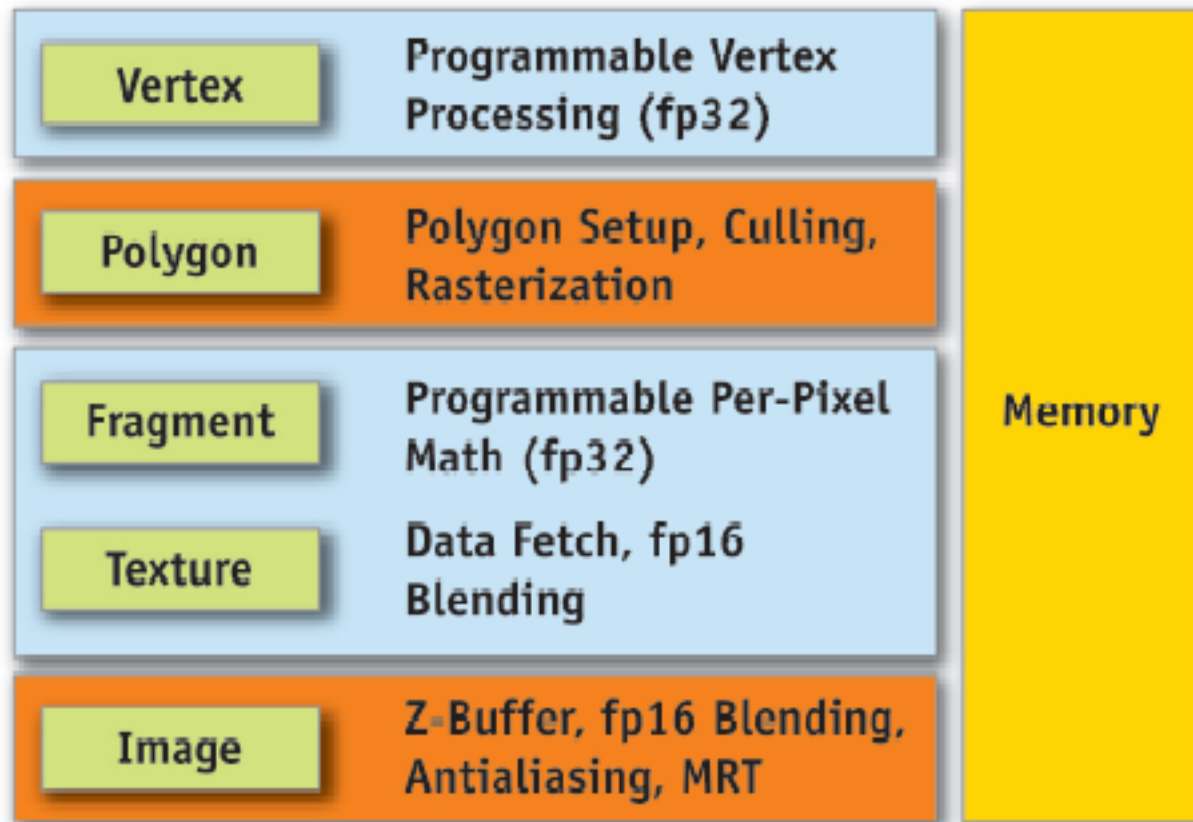 Vertex
Programmable Vertex
Processing (fp32)
Polygon
Polygon Setup, Culling,
Rasterization
Fragment
Programmable Per-Pixel
Math (fp32)
Texture
Data Fetch, fp16
Blending
Image
Z-Buffer, fp16 Blending,
Antialiasing, MRT
Memory